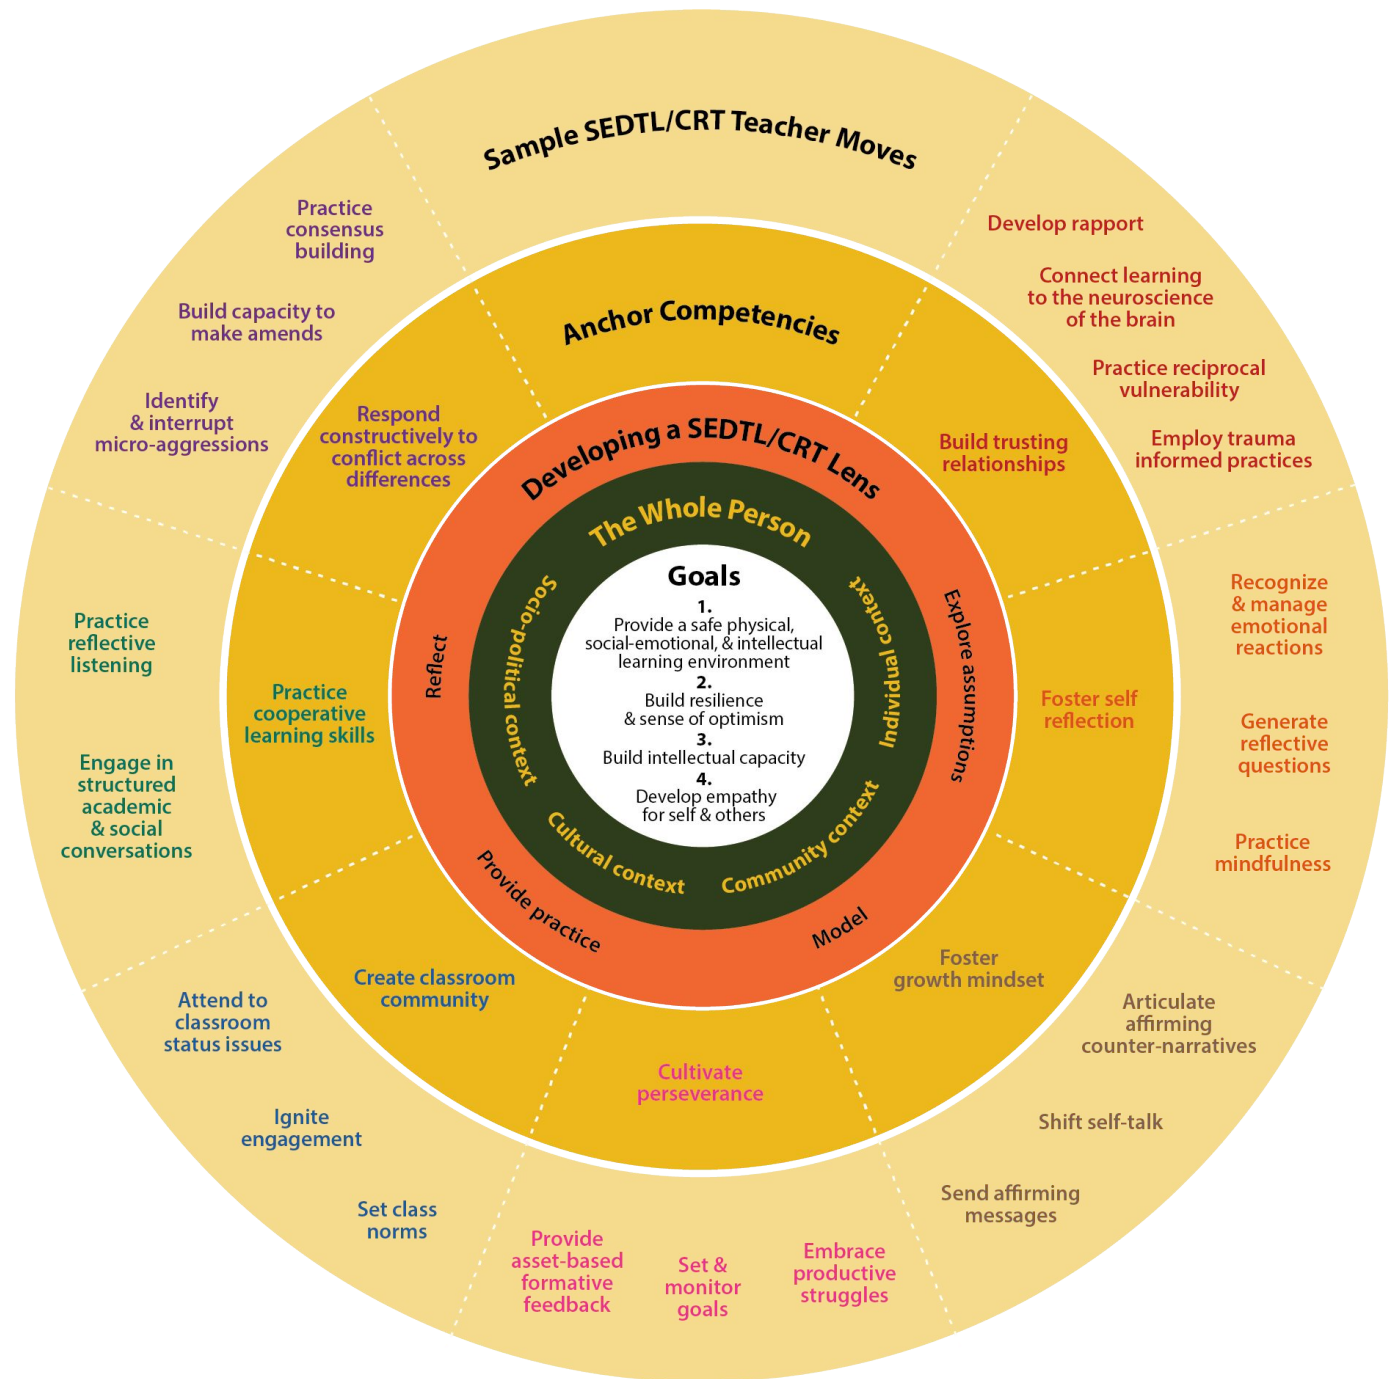 Sample SEDTL/CRT Teacher Moves
Anchor Competencies
Developing a SEDTL/CRT Lens
The Whole Person
Goals
1.
Provide a safe physical,
social-emotional, & intellectual
learning environment
2.
Build resilience
& sense of optimism
3.
Build intellectual capacity
4.
Develop empathy
for self & others
Individual context
Community context
Cultural context
Socio-political context
Explore assumptions
Model
Provide practice
Reflect
Build trusting
relationships
Develop rapport
Connect learning
to the neuroscience
of the brain
Practice reciprocal
vulnerability
Employ trauma
informed practices
Foster self
reflection
Recognize
& manage
emotional
reactions
Generate
reflective
questions
Practice
mindfulness
Foster
growth mindset
Articulate
affirming
counter-narratives
Shift self-talk
Send affirming
messages
Cultivate
perseverance
Embrace
productive
struggles
Set &
monitor
goals
Provide
asset-based
formative
feedback
Create classroom
community
Set class
norms
Ignite
engagement
Attend to
classroom
status issues
Practice
cooperative
learning skills
Engage in
structured
academic
& social
conversations
Practice
reflective
listening
Respond
constructively to
conflict across
differences
Identify
& interrupt
micro-aggressions
Build capacity to
make amends
Practice
consensus
building